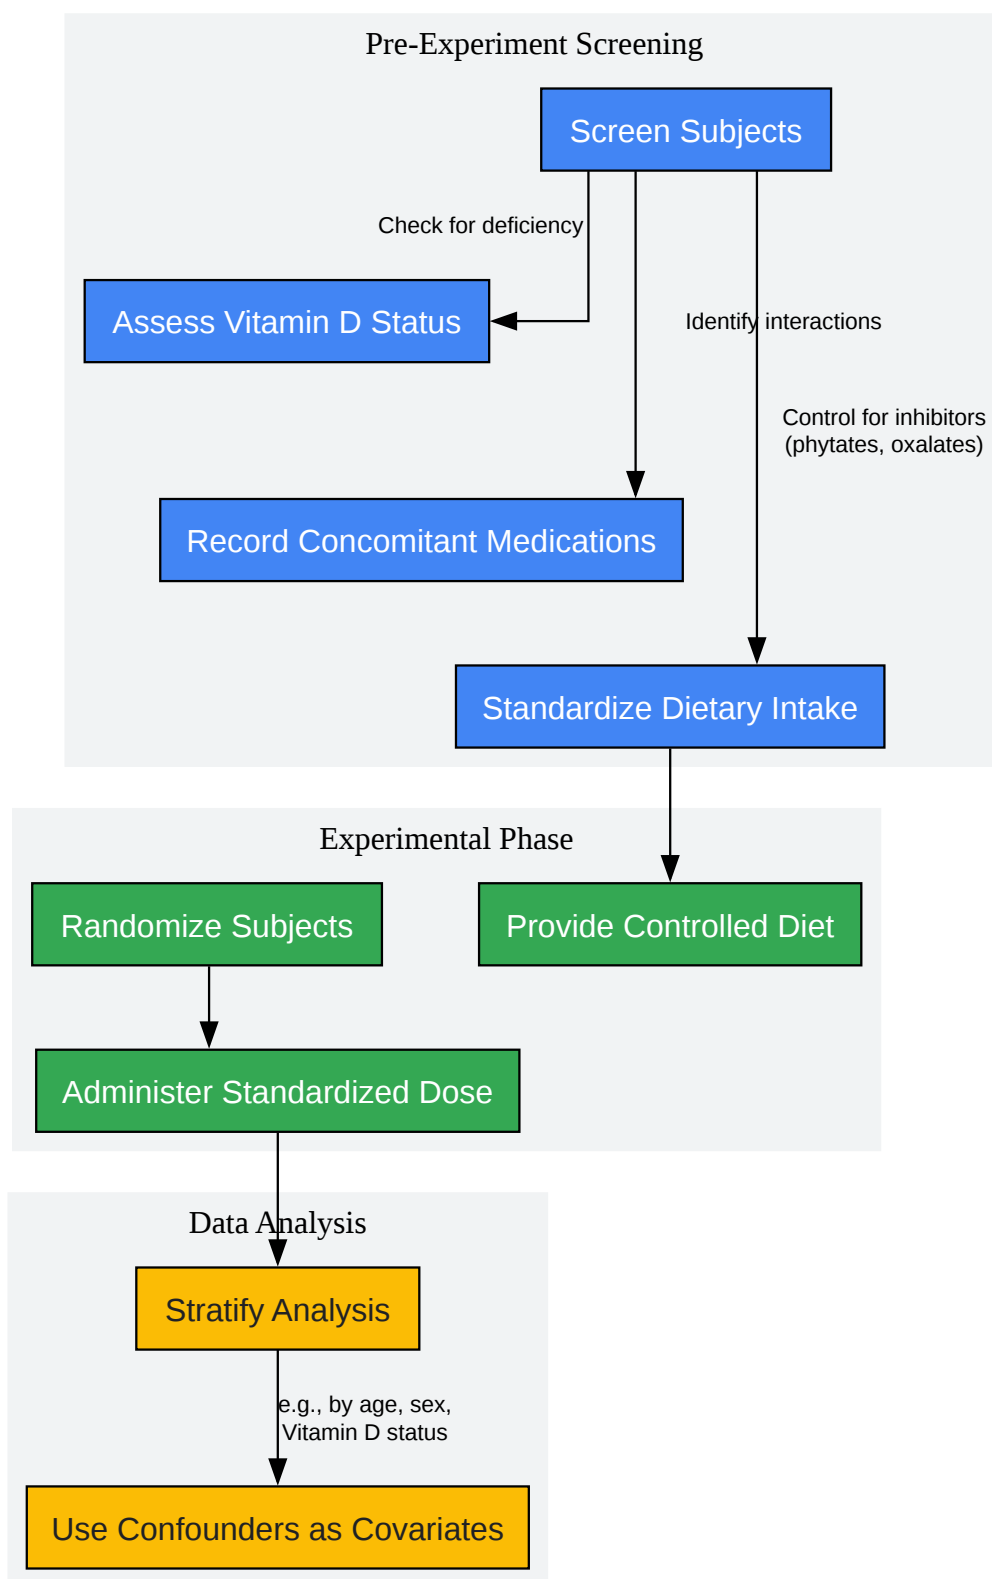 Pre-Experiment Screening
Screen Subjects
Check for deficiency
Assess Vitamin D Status
Identify interactions
Control for inhibitors
(phytates, oxalates)
Record Concomitant Medications
Standardize Dietary Intake
Experimental Phase
Randomize Subjects
Provide Controlled Diet
Administer Standardized Dose
Data Analysis
Stratify Analysis
e.g., by age, sex,
Vitamin D status
Use Confounders as Covariates